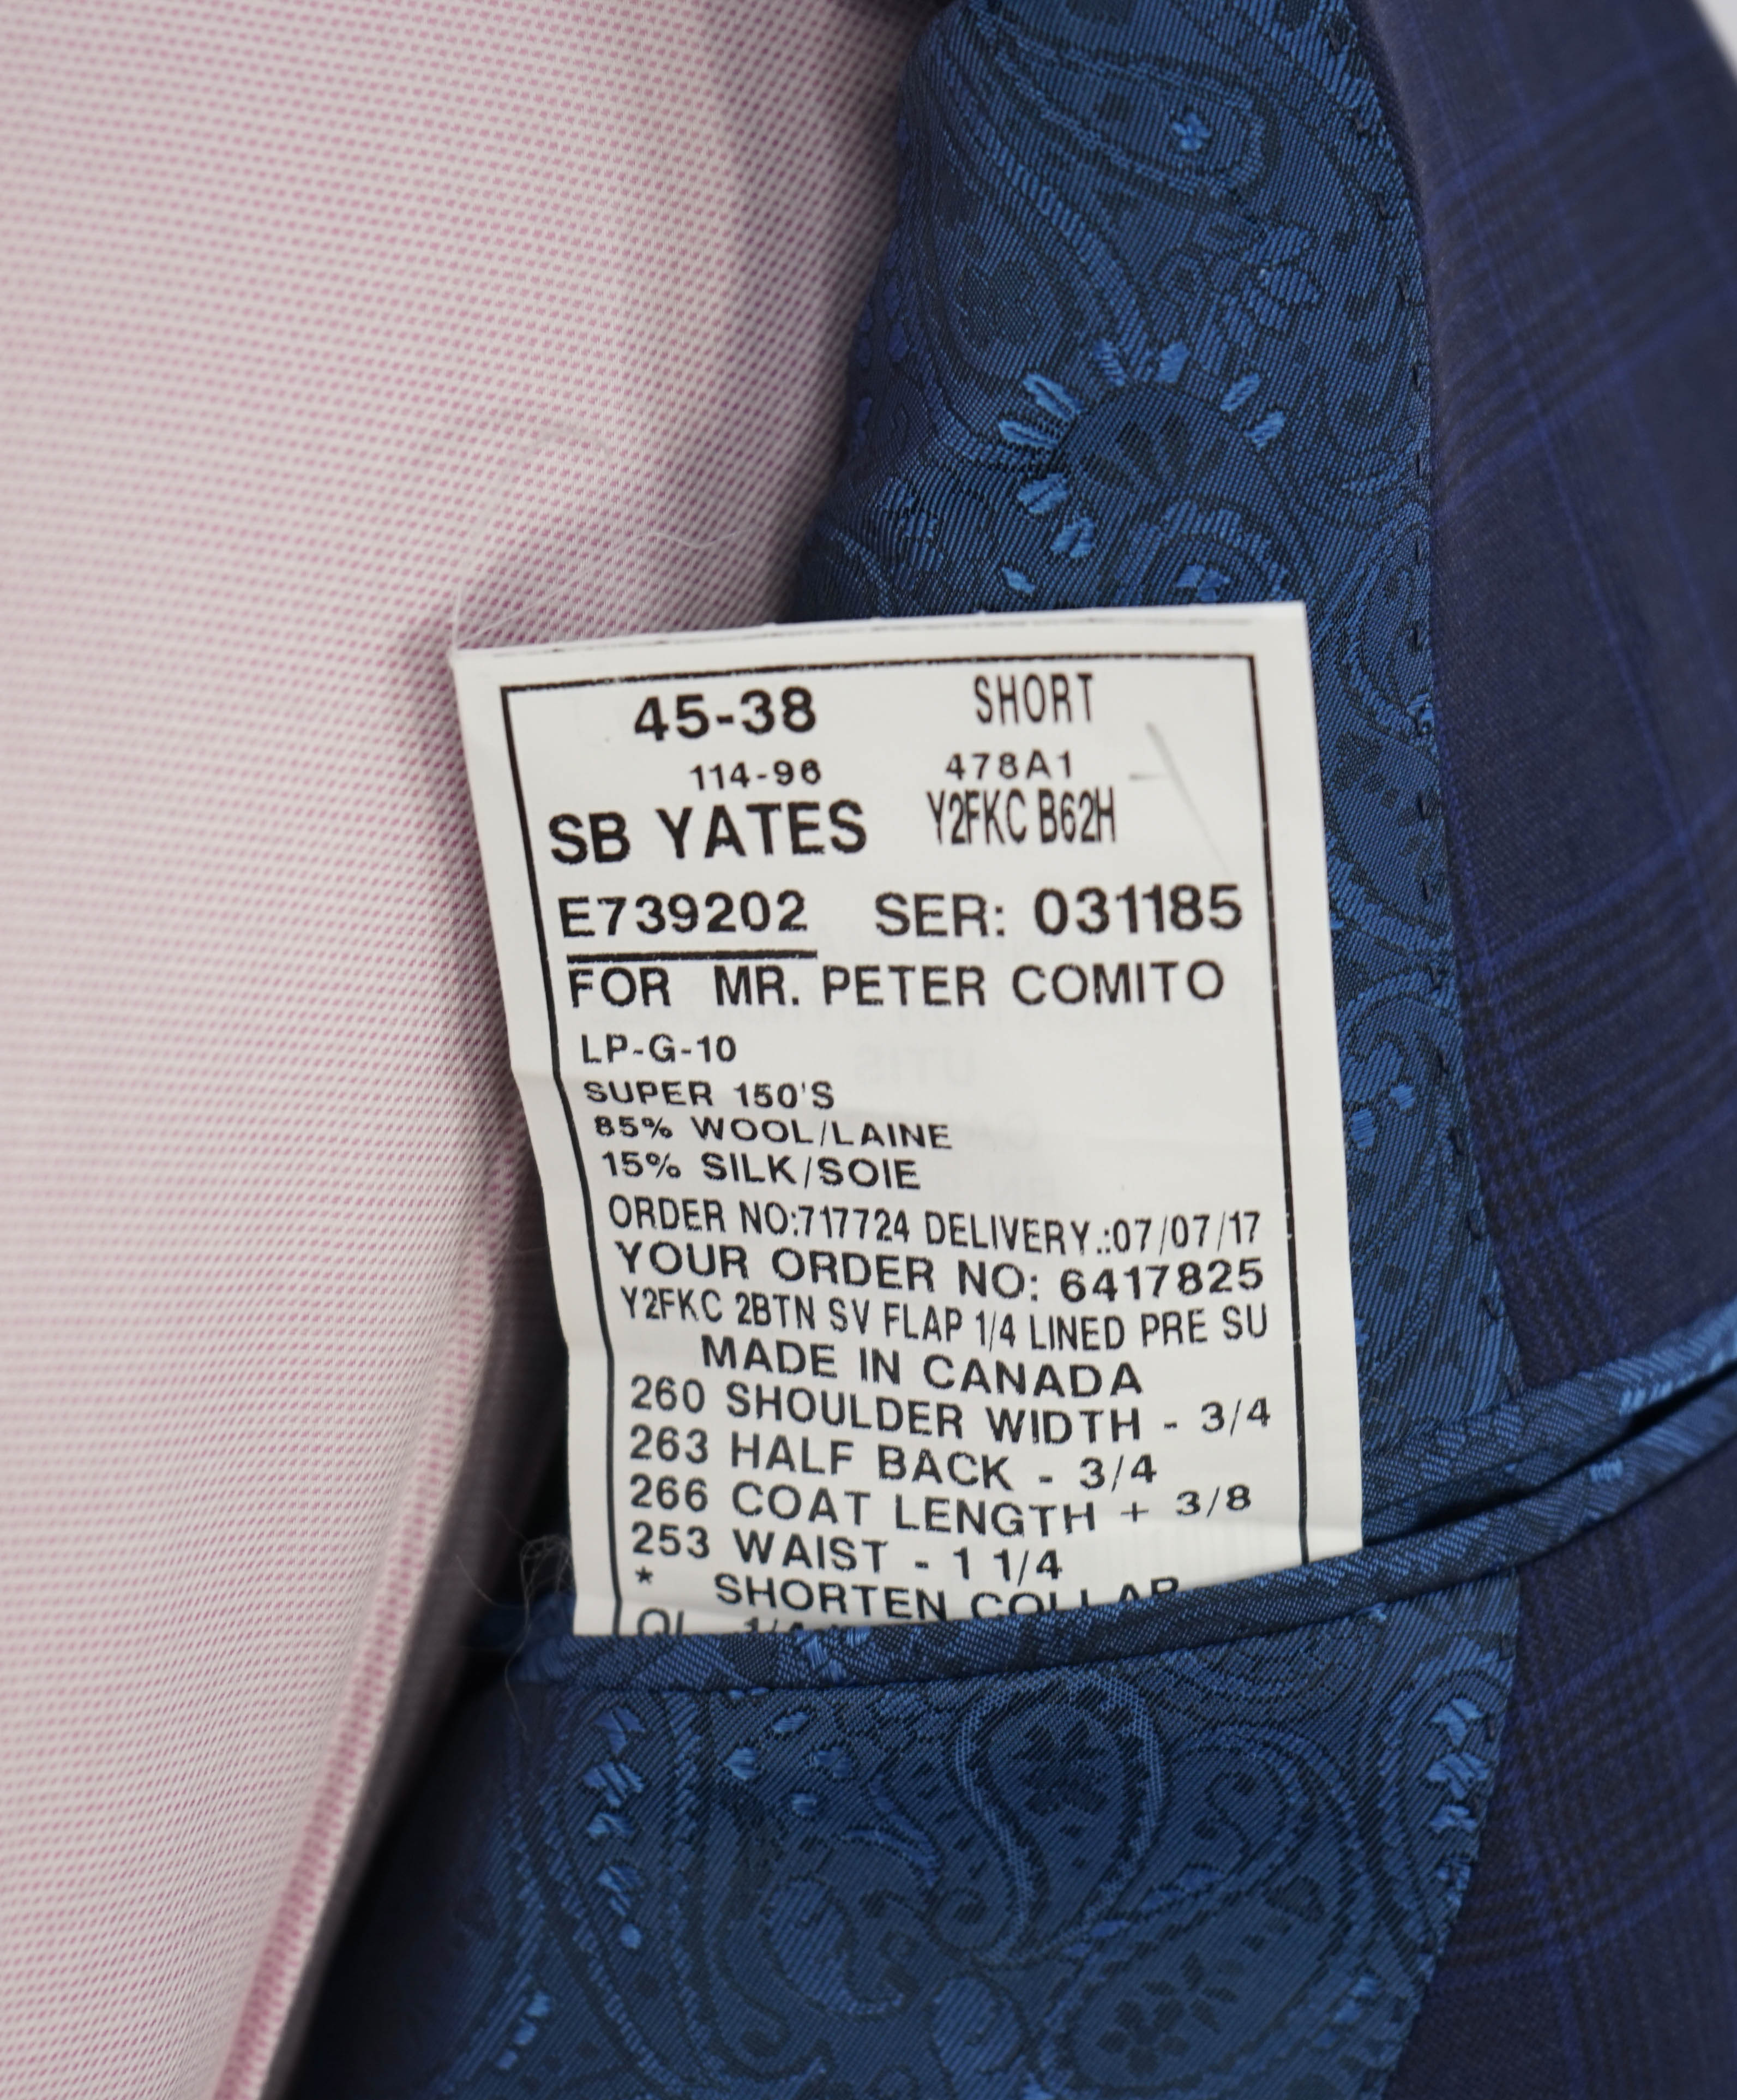 45-38 SHORT
114-96 478A1
SB YATES Y2FKC B62H
E739202 SER: 031185
FOR MR. PETER COMITO
LP-G-10
SUPER 150'S
85% WOOL/LAINE
15% SILK/SOIE
ORDER NO:717724 DELIVERY.:07/07/17
YOUR ORDER NO: 6417825
Y2FKC 2BTN SV FLAP 1/4 LINED PRE SU
MADE IN CANADA
260 SHOULDER WIDTH - 3/4
263 HALF BACK - 3/4
266 COAT LENGTH + 3/8
253 WAIST - 1 1/4
* SHORTEN COLLAR